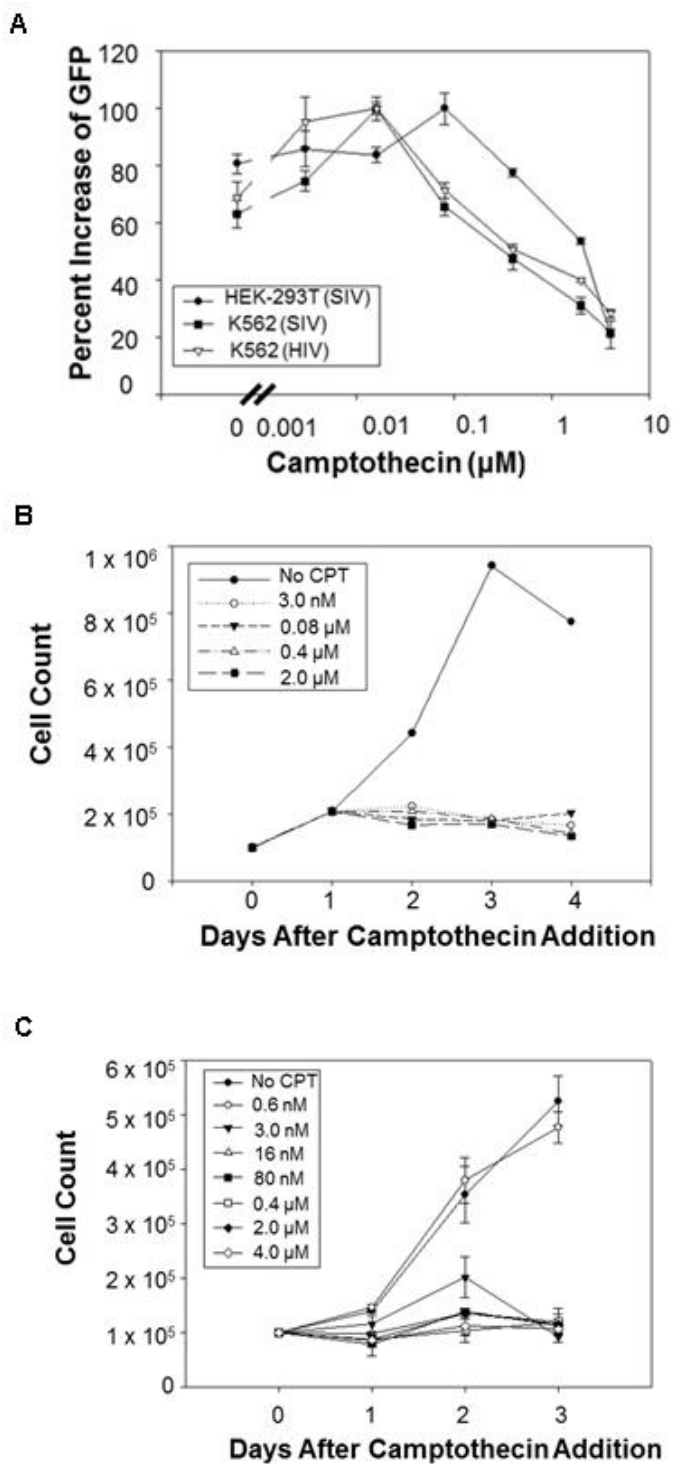 A
Percent Increase of GFP
120
100
80
60
40
20
0
HEK-293T (SIV)
K562 (SIV)
K562 (HIV)
0 0.001 0.01 0.1 1 10
Camptothecin (µM)
B
Cell Count
1 x 10⁶
8 x 10⁵
6 x 10⁵
4 x 10⁵
2 x 10⁵
0
No CPT
3.0 nM
0.08 µM
0.4 µM
2.0 µM
0 1 2 3 4
Days After Camptothecin Addition
C
Cell Count
6 x 10⁵
5 x 10⁵
4 x 10⁵
3 x 10⁵
2 x 10⁵
1 x 10⁵
0
No CPT
0.6 nM
3.0 nM
16 nM
80 nM
0.4 µM
2.0 µM
4.0 µM
0 1 2 3
Days After Camptothecin Addition